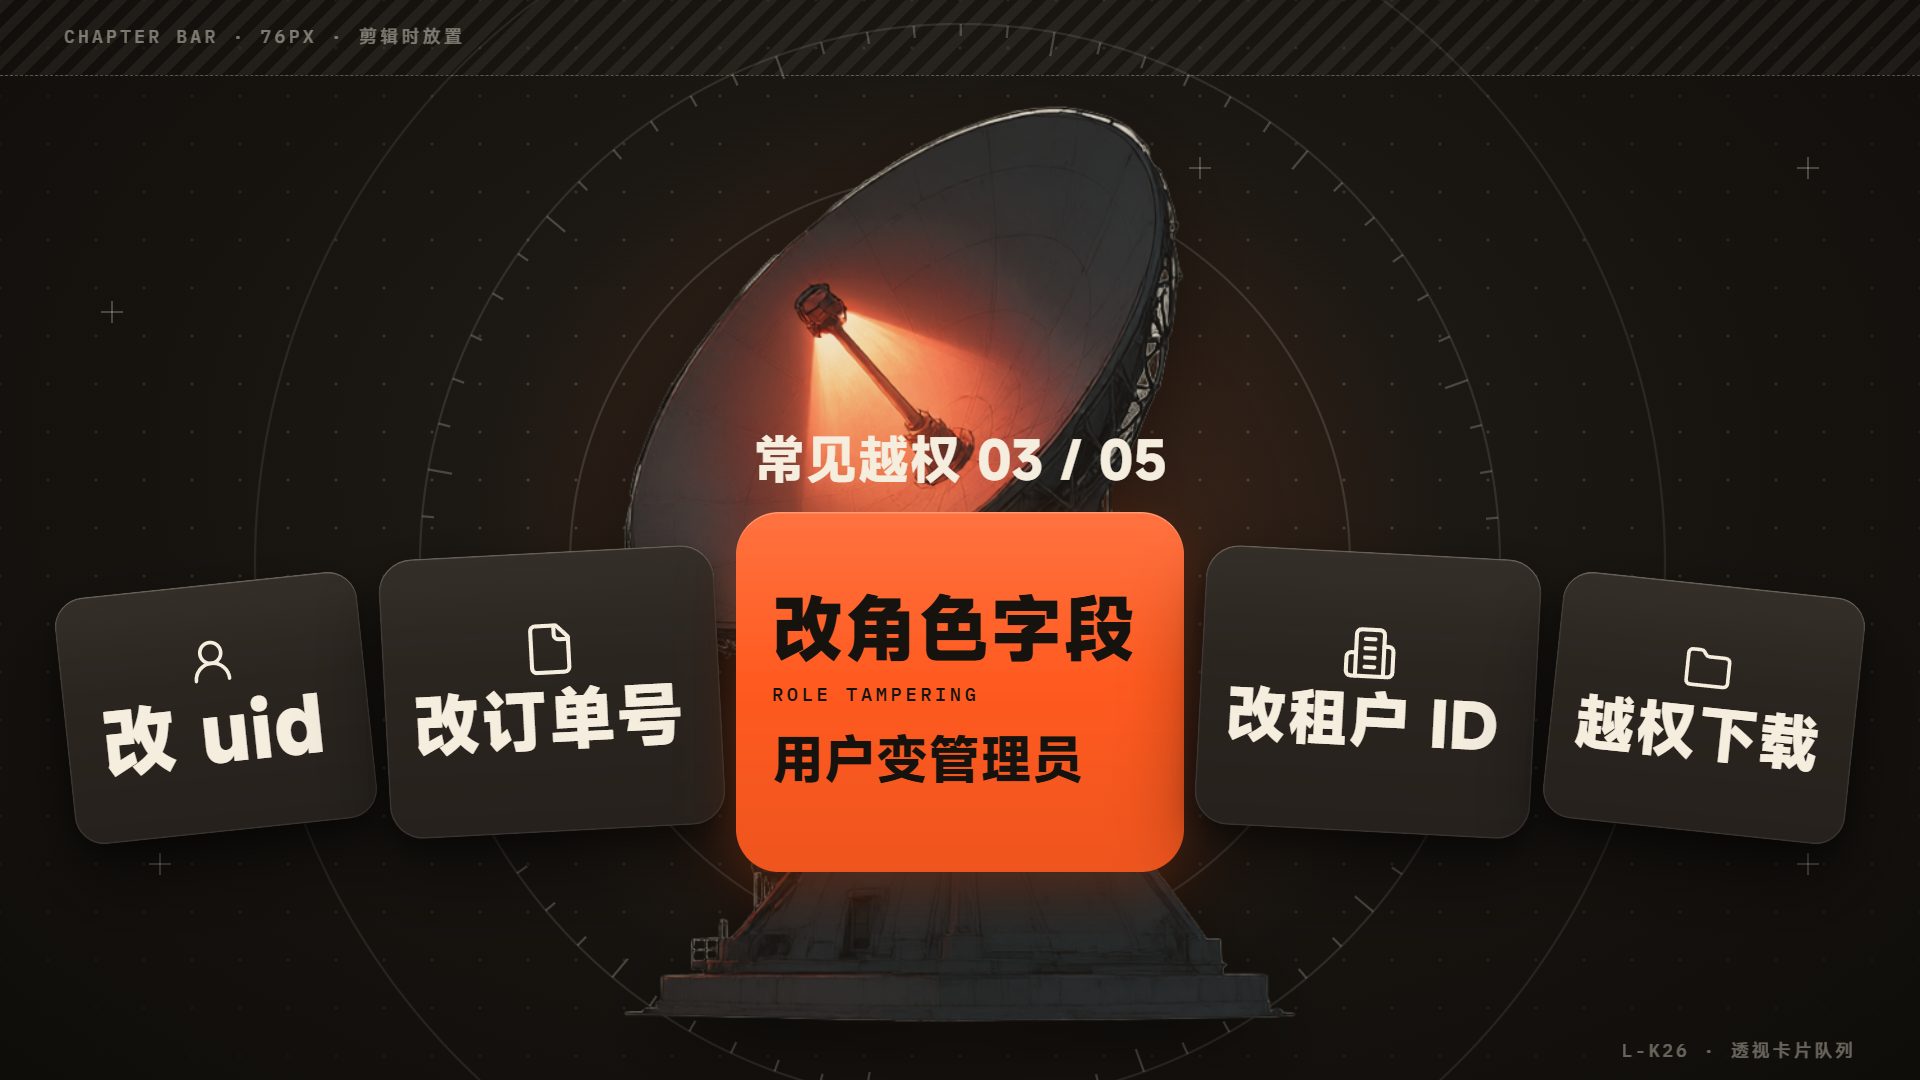 CHAPTER BAR · 76PX · 剪辑时放置
常见越权 03 / 05
改 uid
改订单号
改角色字段
ROLE TAMPERING
用户变管理员
改租户 ID
越权下载
L-K26 · 透视卡片队列